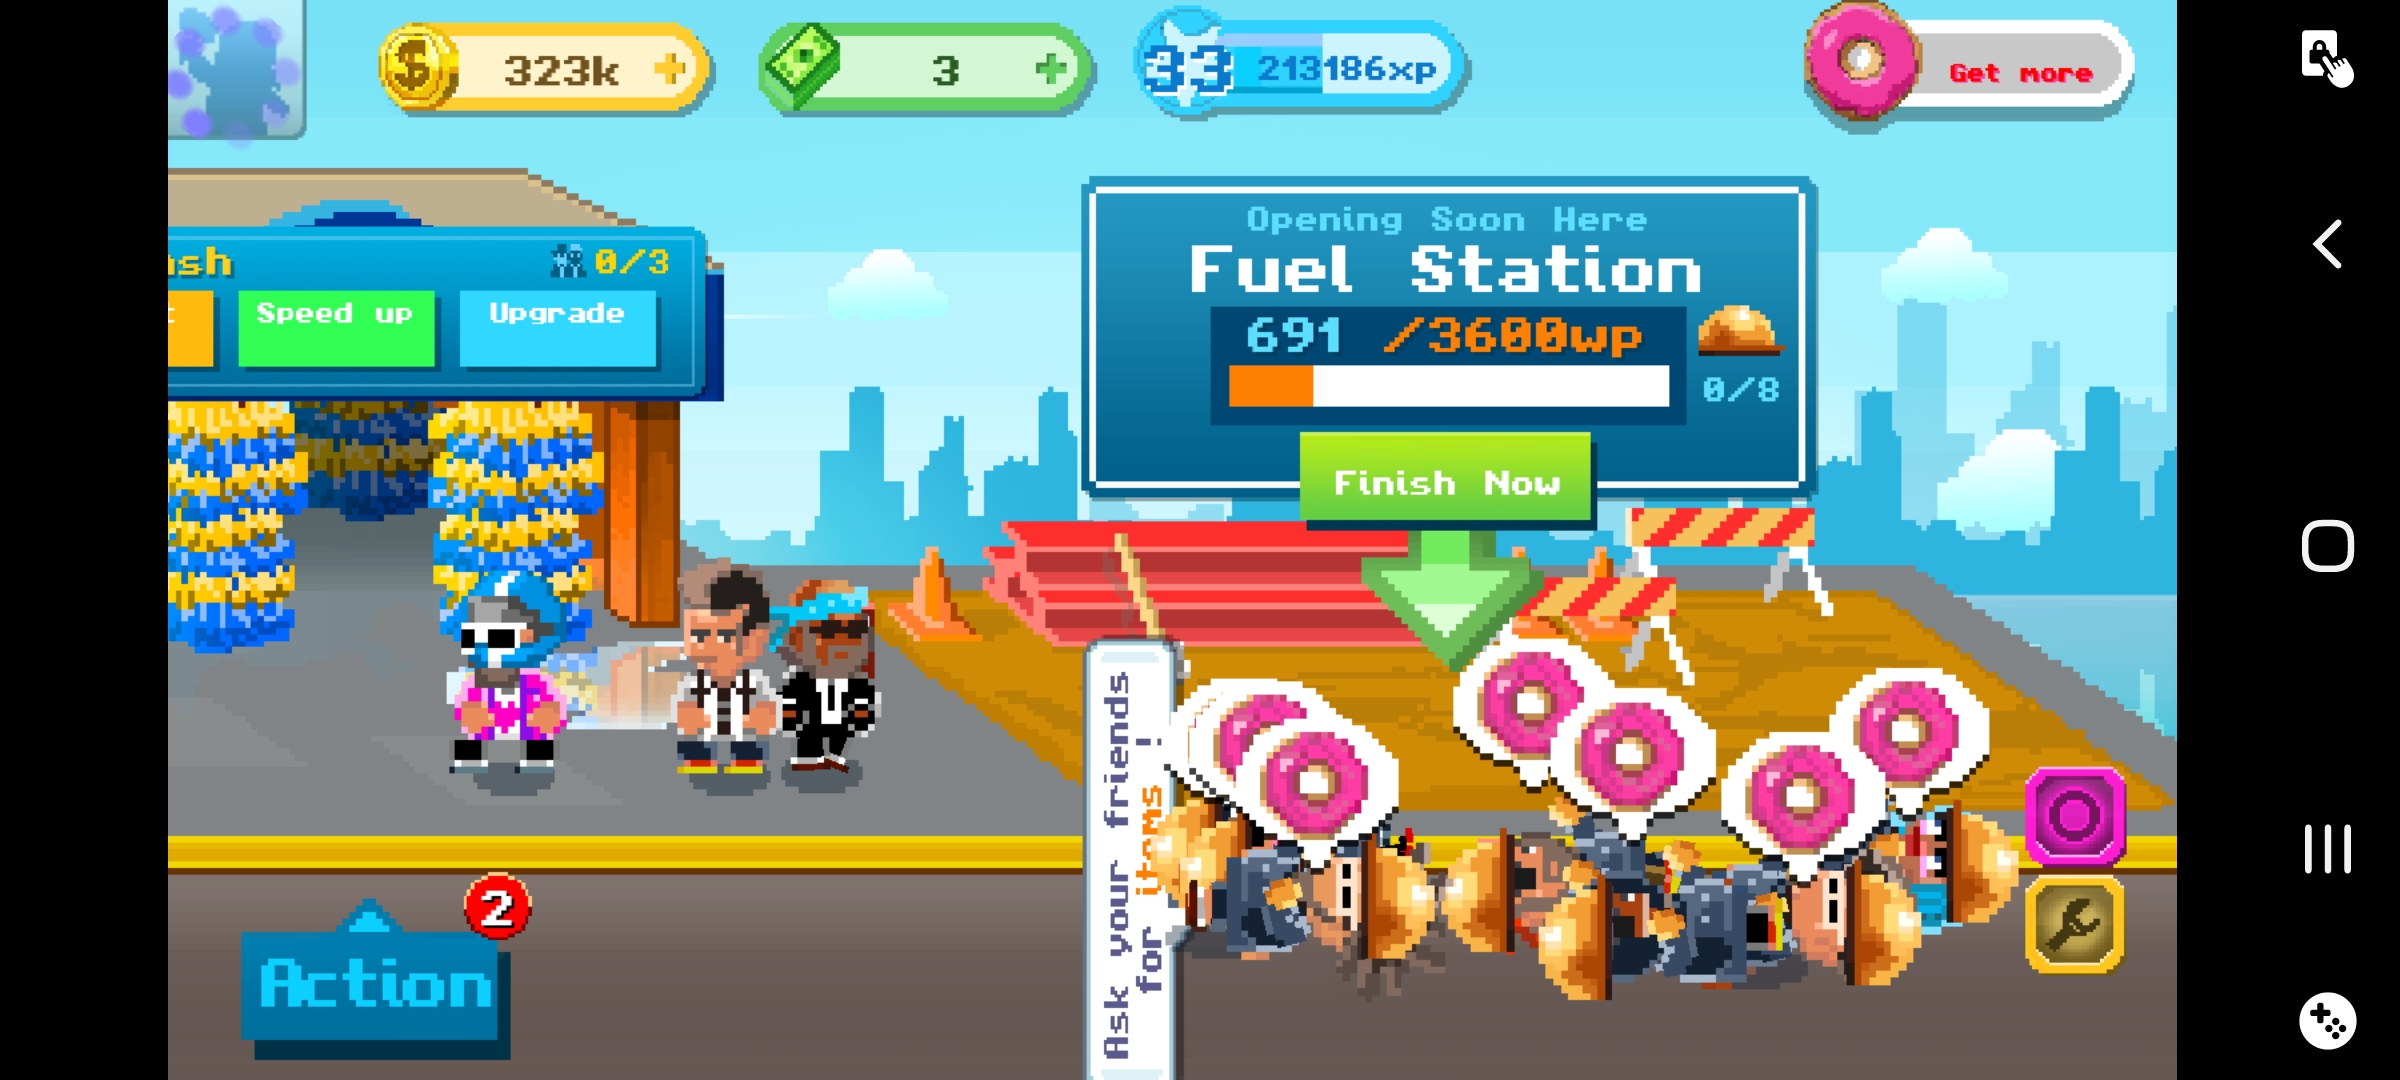 323k
3
33
213186xp
Get more
0/3
Speed up
Upgrade
Opening Soon Here
Fuel Station
691 /3600wp
0/8
Finish Now
Ask your friends
for items !
Action
2